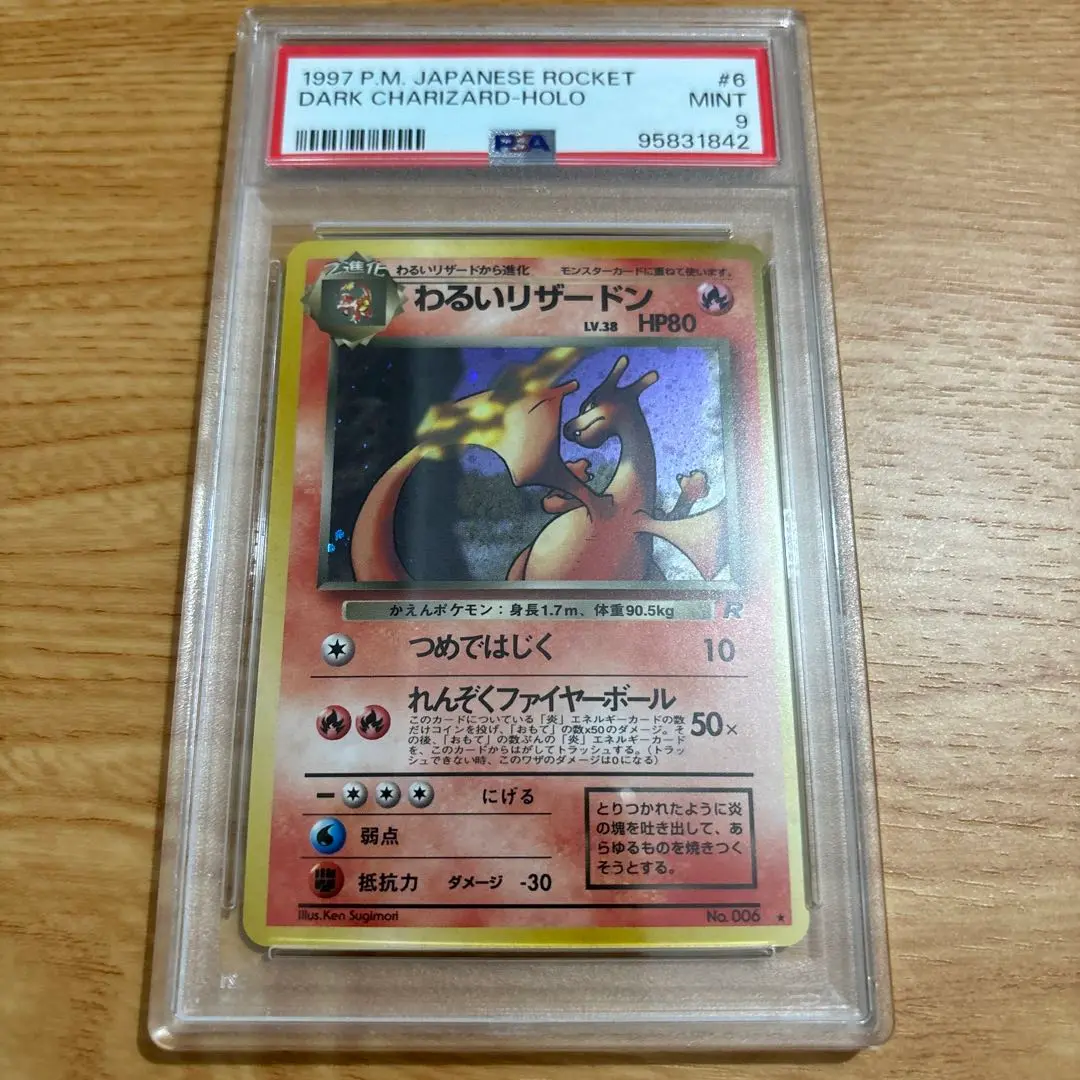 1997 P.M. JAPANESE ROCKET #6
DARK CHARIZARD-HOLO MINT
9
PSA 95831842
2進化 わるいリザードから進化 モンスターカードに重ねて使います。
わるいリザードン
LV.38 HP80
かえんポケモン：身長1.7m、体重90.5kg R
つめではじく 10
れんぞくファイヤーボール
このカードについている「炎」エネルギーカードの数
だけコインを投げ、「おもて」の数x50のダメージ。そ
の後、「おもて」の数ぶんの「炎」エネルギーカード
を、このカードからはがしてトラッシュする。（トラッ
シュできない時、このワザのダメージは0になる）
50×
にげる
弱点
抵抗力 ダメージ -30
とりつかれたように炎
の塊を吐き出して、あ
らゆるものを焼きつく
そうとする。
Illus.Ken Sugimori No. 006 ★